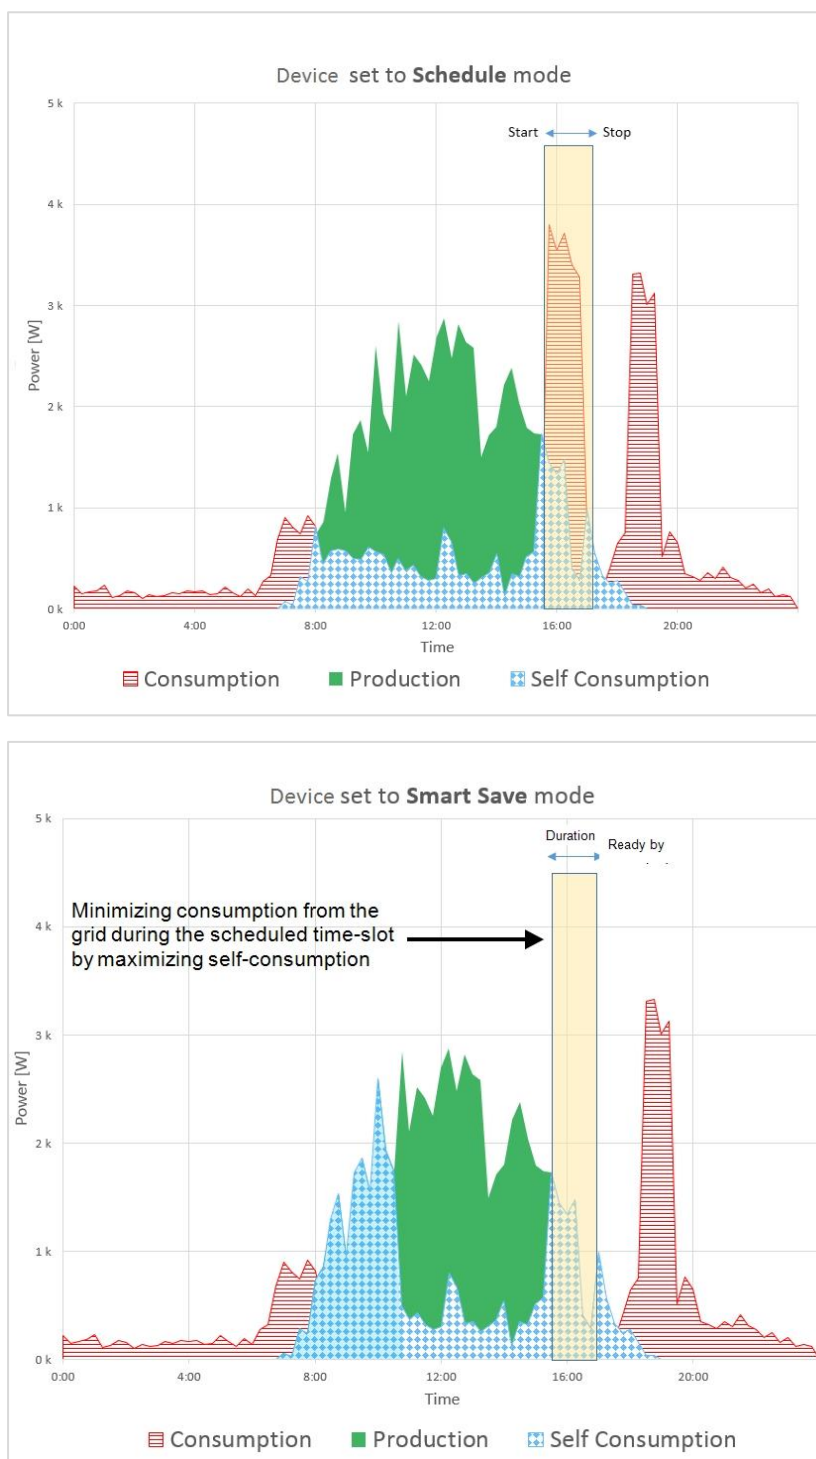 Device set to Schedule mode
5 k
Start
Stop
4 k
3 k
Power [W]
2 k
1 k
0 k
0:00 4:00 8:00 12:00 16:00 20:00
Time
Consumption Production Self Consumption
Device set to Smart Save mode
5 k
Duration
Ready by
Minimizing consumption from the
grid during the scheduled time-slot
by maximizing self-consumption
4 k
3 k
Power [W]
2 k
1 k
0 k
0:00 4:00 8:00 12:00 16:00 20:00
Time
Consumption Production Self Consumption